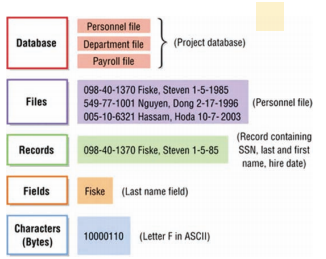 Personnel file
Database
Department file
(Project database)
Payroll file
Files
098-40-1370 Fiske, Steven 1-5-1985
549-77-1001 Nguyen, Dong 2-17-1996
005-10-6321 Hassam, Hoda 10-7- 2003
(Personnel file)
Records
098-40-1370 Fiske, Steven 1-5-85
(Record containing
SSN, last and first
name, hire date)
Fields
Fiske
(Last name field)
Characters
(Bytes)
10000110
(Letter F in ASCII)